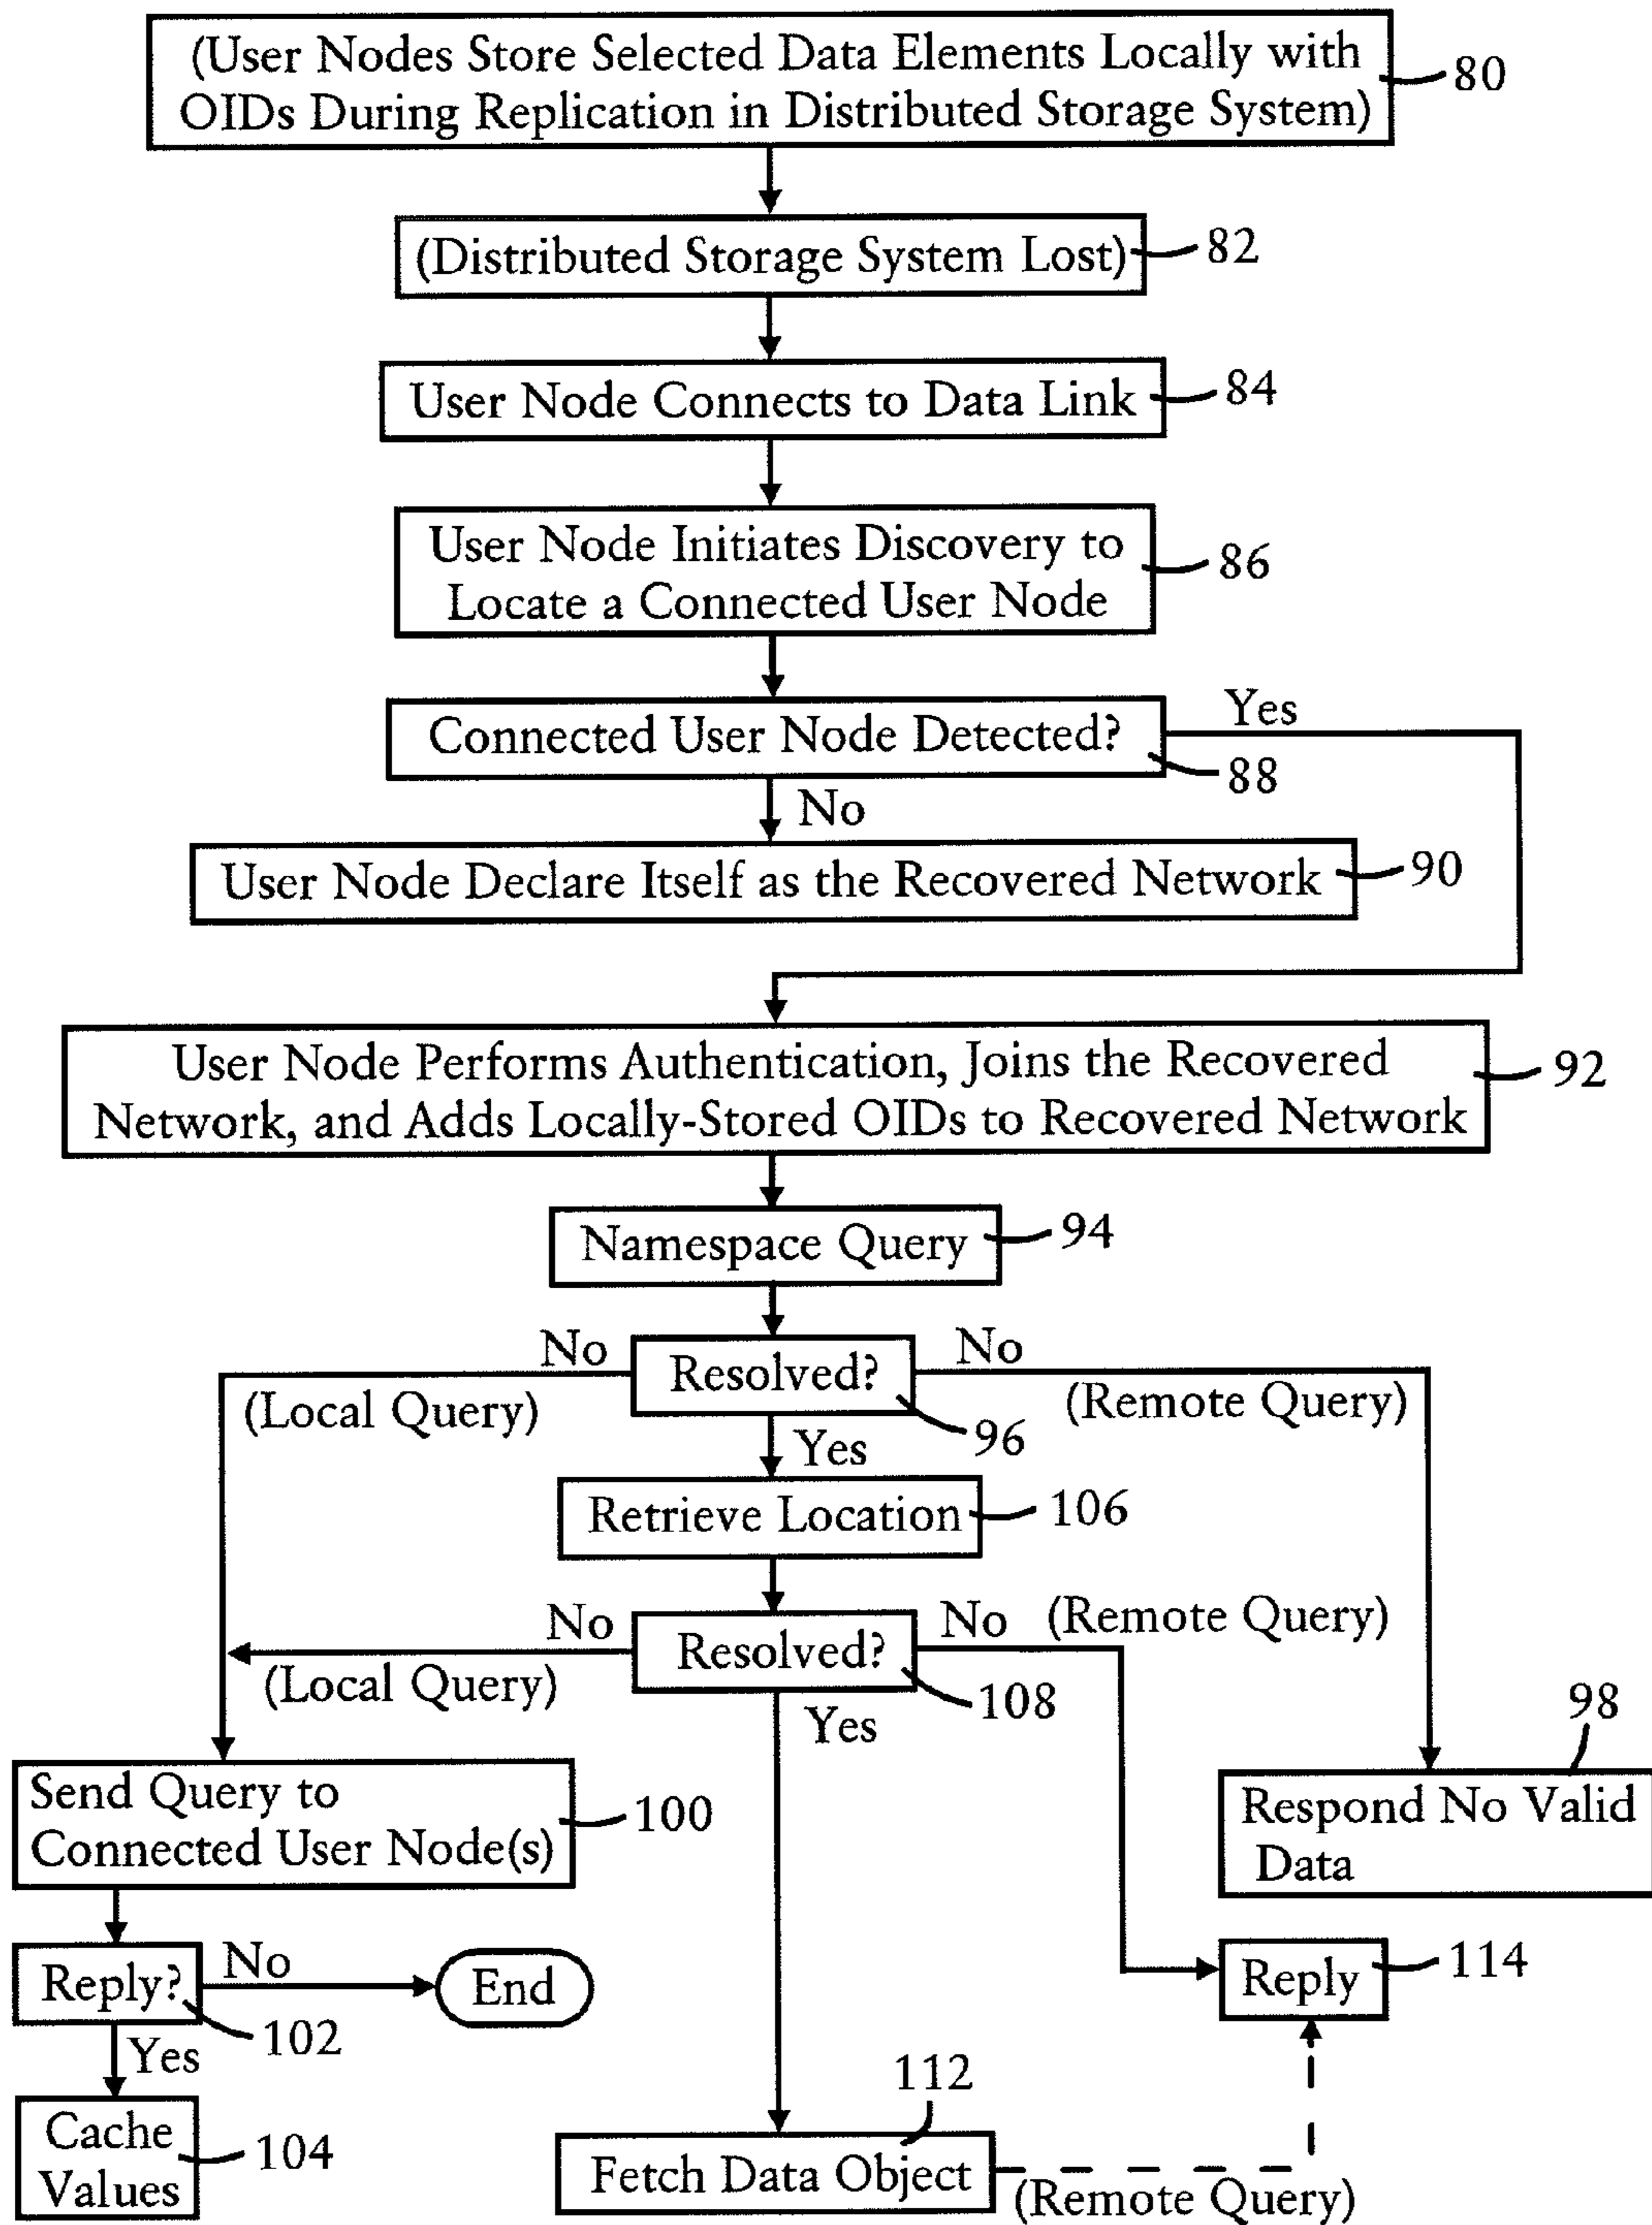 (User Nodes Store Selected Data Elements Locally with
OIDs During Replication in Distributed Storage System)
80
(Distributed Storage System Lost)
82
User Node Connects to Data Link
84
User Node Initiates Discovery to
Locate a Connected User Node
86
Connected User Node Detected?
Yes
88
No
User Node Declare Itself as the Recovered Network
90
User Node Performs Authentication, Joins the Recovered
Network, and Adds Locally-Stored OIDs to Recovered Network
92
Namespace Query
94
No
Resolved?
No
(Local Query)
(Remote Query)
96
Yes
Retrieve Location
106
No
Resolved?
No (Remote Query)
(Local Query)
108
Yes
98
Send Query to
Connected User Node(s)
100
Respond No Valid
Data
Reply?
No
End
102
Yes
Reply
114
Cache
Values
104
112
Fetch Data Object
(Remote Query)